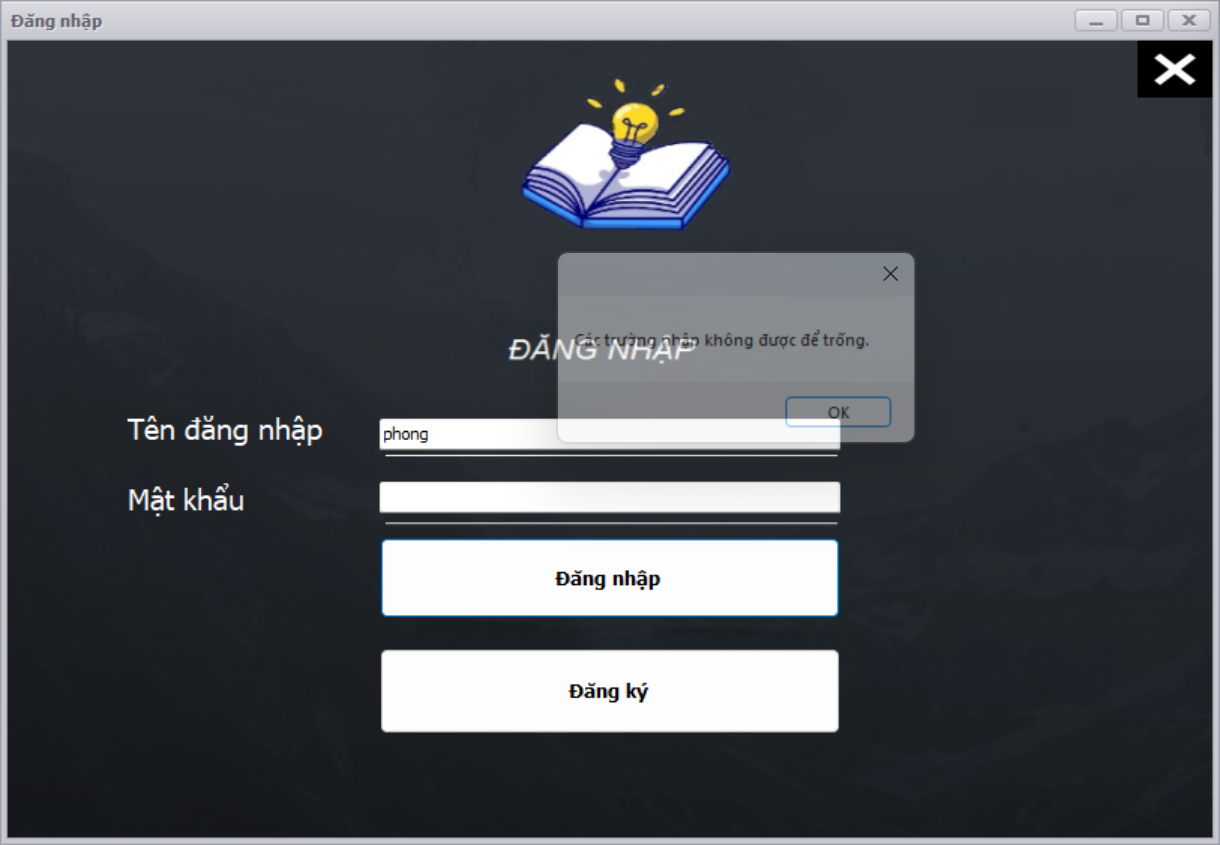 Đăng nhập
Các trường nhập không được để trống.
ĐĂNG NHẬP
OK
Tên đăng nhập
phong
Mật khẩu
Đăng nhập
Đăng ký